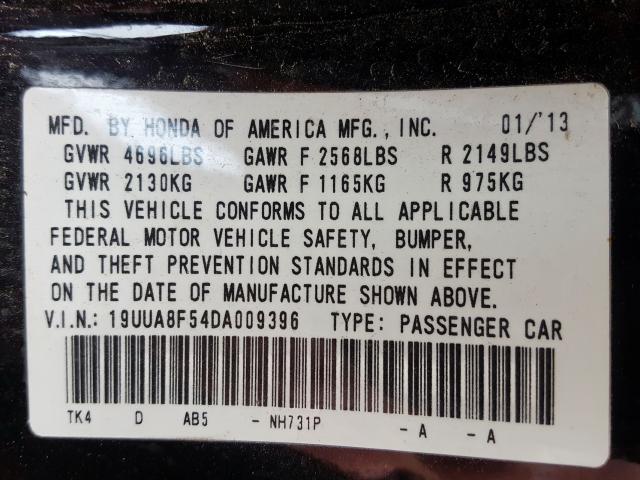 MFD. BY HONDA OF AMERICA MFG., INC. 01/'13
GVWR 4696LBS GAWR F 2568LBS R 2149LBS
GVWR 2130KG GAWR F 1165KG R 975KG
THIS VEHICLE CONFORMS TO ALL APPLICABLE
FEDERAL MOTOR VEHICLE SAFETY, BUMPER,
AND THEFT PREVENTION STANDARDS IN EFFECT
ON THE DATE OF MANUFACTURE SHOWN ABOVE.
V.I.N.: 19UUA8F54DA009396 TYPE: PASSENGER CAR
TK4 D AB5 - NH731P - A - A